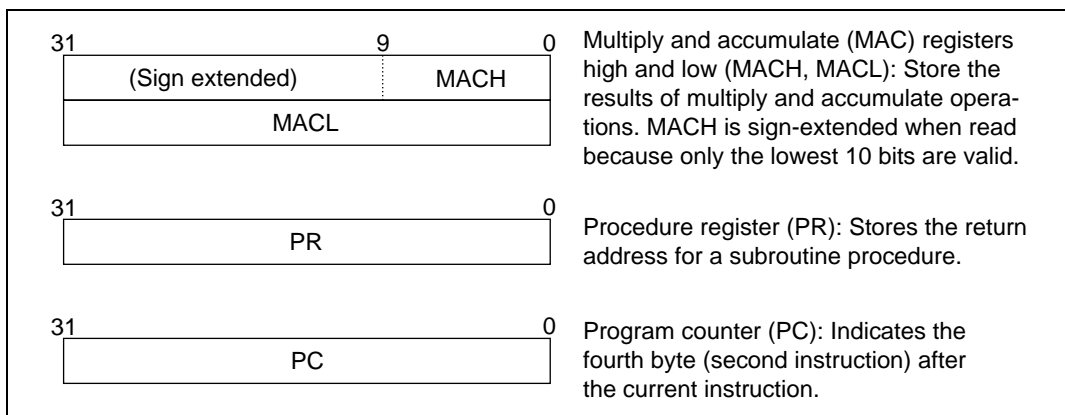 31 9 0
(Sign extended) MACH
MACL
Multiply and accumulate (MAC) registers
high and low (MACH, MACL): Store the
results of multiply and accumulate opera-
tions. MACH is sign-extended when read
because only the lowest 10 bits are valid.
31 0
PR
Procedure register (PR): Stores the return
address for a subroutine procedure.
31 0
PC
Program counter (PC): Indicates the
fourth byte (second instruction) after
the current instruction.